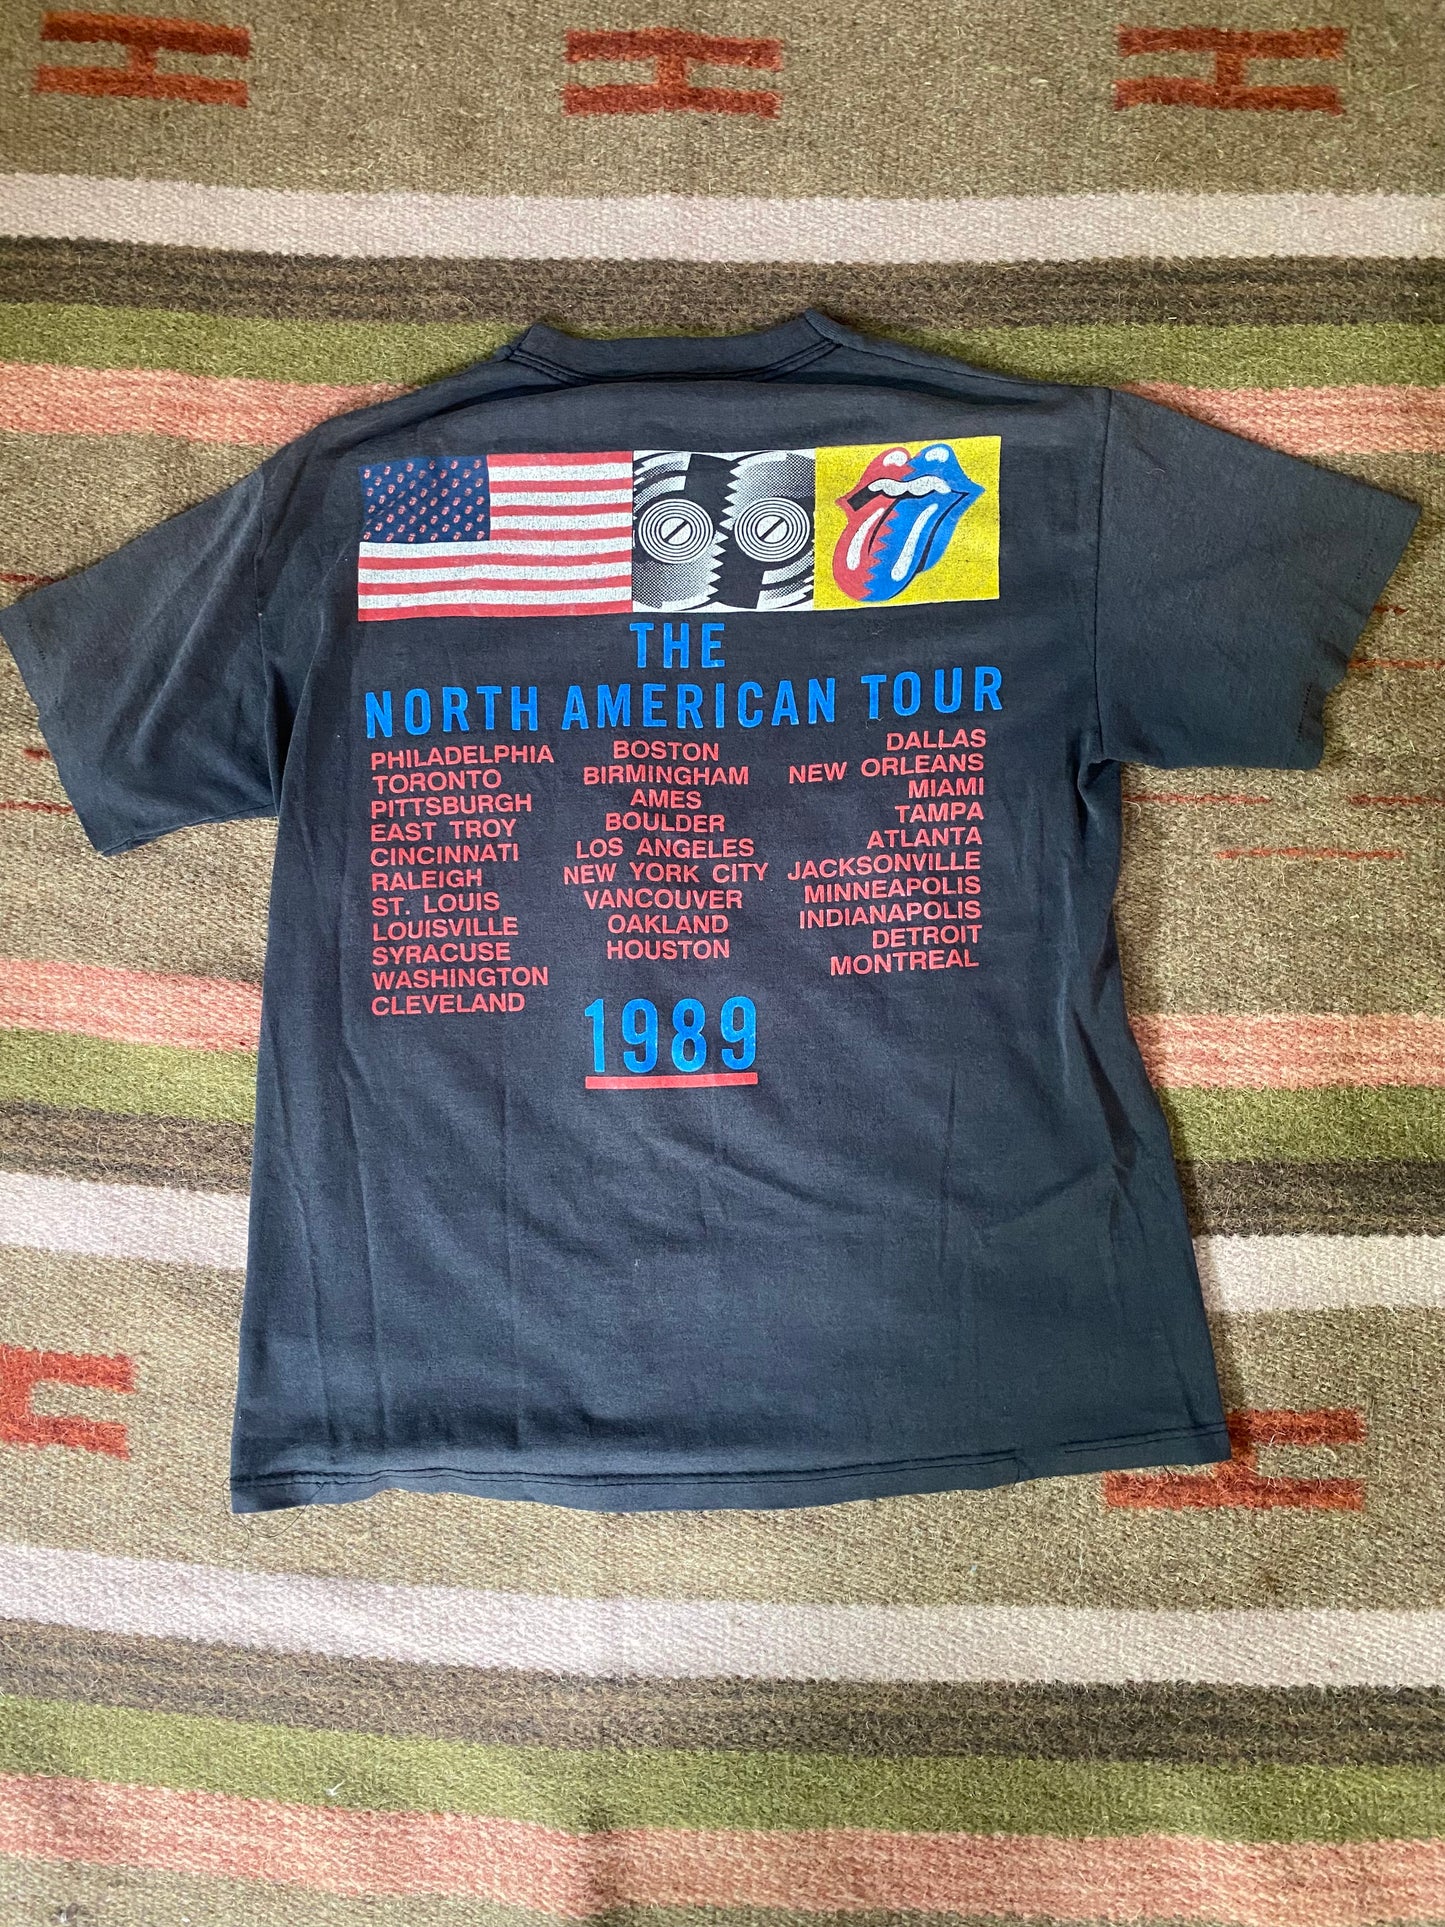 THE
NORTH AMERICAN TOUR
PHILADELPHIA
TORONTO
PITTSBURGH
EAST TROY
CINCINNATI
RALEIGH
ST. LOUIS
LOUISVILLE
SYRACUSE
WASHINGTON
CLEVELAND
BOSTON
BIRMINGHAM
AMES
BOULDER
LOS ANGELES
NEW YORK CITY
VANCOUVER
OAKLAND
HOUSTON
DALLAS
NEW ORLEANS
MIAMI
TAMPA
ATLANTA
JACKSONVILLE
MINNEAPOLIS
INDIANAPOLIS
DETROIT
MONTREAL
1989